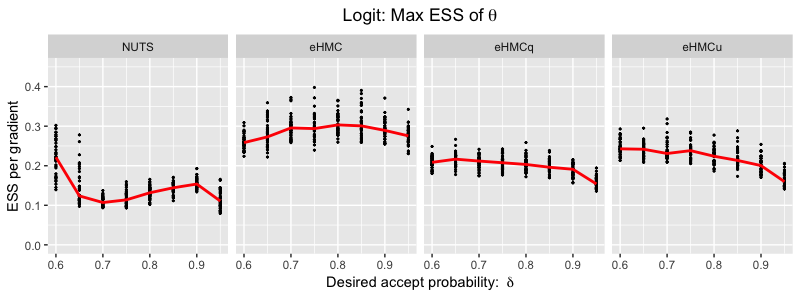 Logit: Max ESS of θ
NUTS eHMC eHMCq eHMCu
ESS per gradient
0.4
0.3
0.2
0.1
0.0
0.6 0.7 0.8 0.9 0.6 0.7 0.8 0.9 0.6 0.7 0.8 0.9 0.6 0.7 0.8 0.9
Desired accept probability: δ